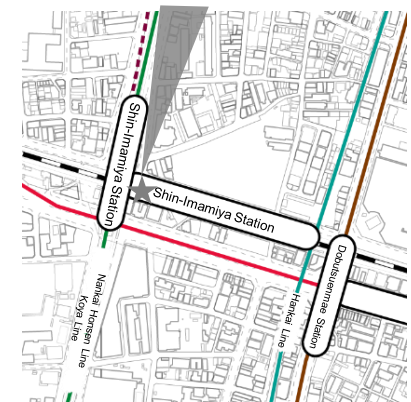 Shin-Imamiya Station
Shin-Imamiya Station
Dobutsuenmae Station
Nankai Honsen Line
Koya Line
Hankai Line